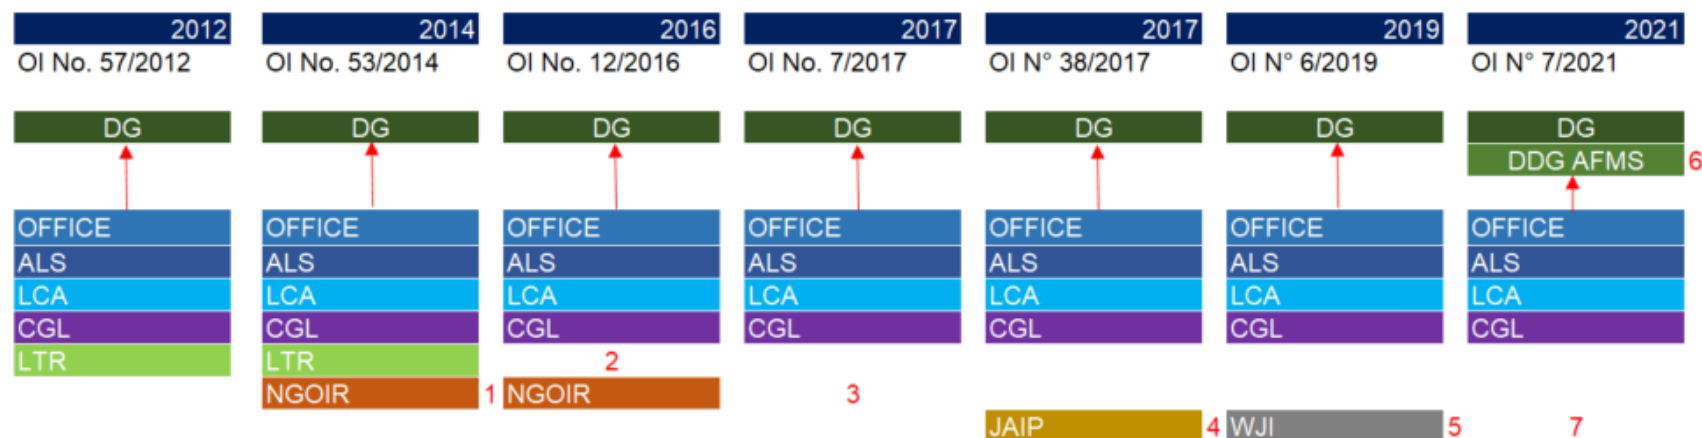 2012 2014 2016 2017 2017 2019 2021
OI No. 57/2012 OI No. 53/2014 OI No. 12/2016 OI No. 7/2017 OI N° 38/2017 OI N° 6/2019 OI N° 7/2021
DG DG DG DG DG DG DG
DDG AFMS 6
OFFICE OFFICE OFFICE OFFICE OFFICE OFFICE OFFICE
ALS ALS ALS ALS ALS ALS ALS
LCA LCA LCA LCA LCA LCA LCA
CGL CGL CGL CGL CGL CGL CGL
LTR LTR 2
NGOIR 1 NGOIR 3
JAIP 4 WJI 5 7